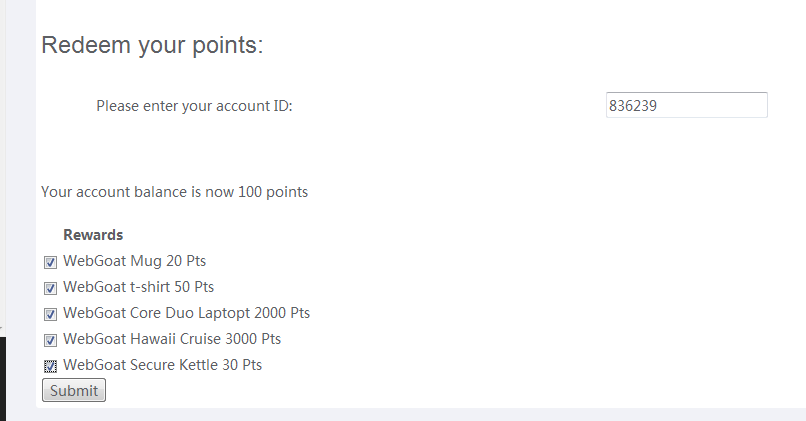 Redeem your points:
Please enter your account ID: 836239
Your account balance is now 100 points
Rewards
WebGoat Mug 20 Pts
WebGoat t-shirt 50 Pts
WebGoat Core Duo Laptopt 2000 Pts
WebGoat Hawaii Cruise 3000 Pts
WebGoat Secure Kettle 30 Pts
Submit